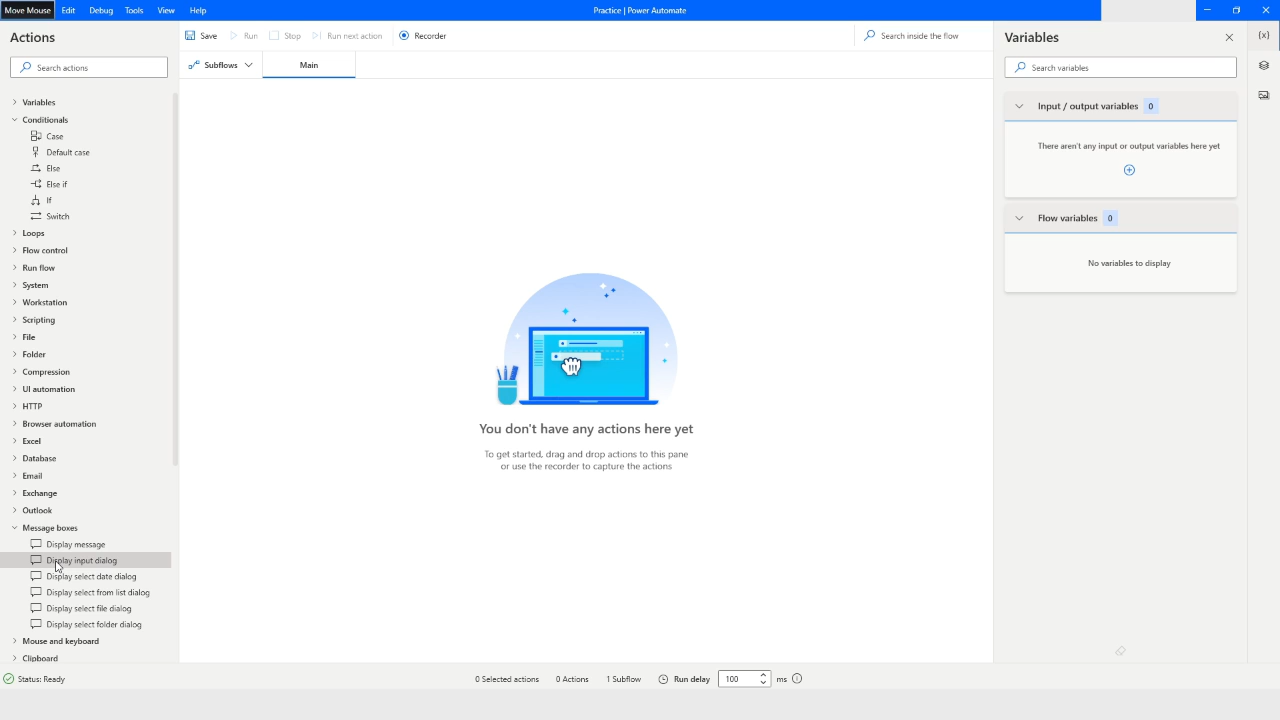 Move Mouse Edit Debug Tools View Help Practice | Power Automate
Actions
Search actions
Variables
Conditionals
Case
Default case
Else
Else if
If
Switch
Loops
Flow control
Run flow
System
Workstation
Scripting
File
Folder
Compression
UI automation
HTTP
Browser automation
Excel
Database
Email
Exchange
Outlook
Message boxes
Display message
Display input dialog
Display select date dialog
Display select from list dialog
Display select file dialog
Display select folder dialog
Mouse and keyboard
Clipboard
Save Run Stop Run next action Recorder Search inside the flow
Subflows Main
You don't have any actions here yet
To get started, drag and drop actions to this pane
or use the recorder to capture the actions
Variables
{x}
Search variables
Input / output variables 0
There aren't any input or output variables here yet
Flow variables 0
No variables to display
Status: Ready 0 Selected actions 0 Actions 1 Subflow Run delay 100 ms